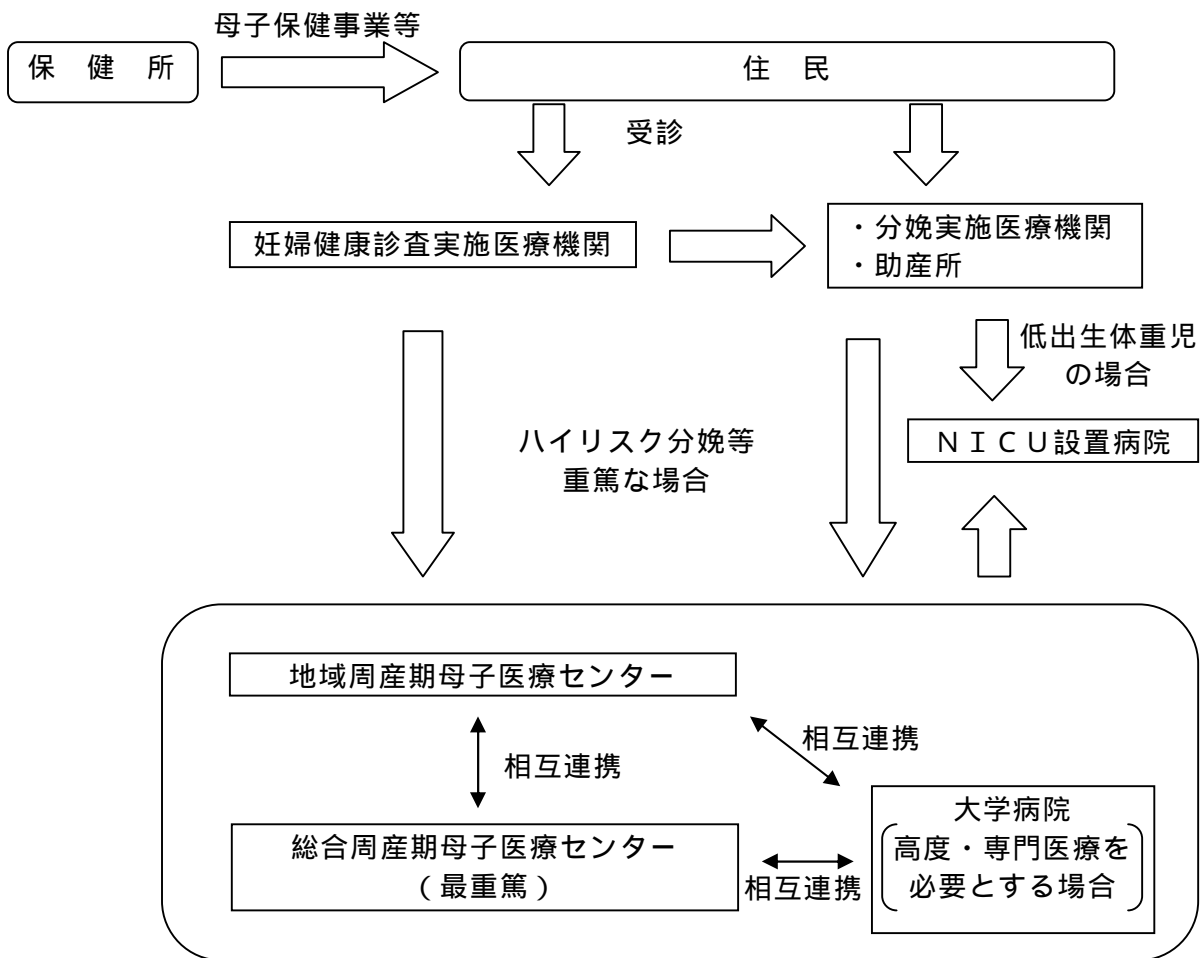 母子保健事業等
保　健　所
住　民
受診
妊婦健康診査実施医療機関
・分娩実施医療機関
・助産所
低出生体重児
の場合
ハイリスク分娩等
重篤な場合
ＮＩＣＵ設置病院
地域周産期母子医療センター
相互連携
相互連携
総合周産期母子医療センター
（最重篤）
相互連携
大学病院
高度・専門医療を
必要とする場合